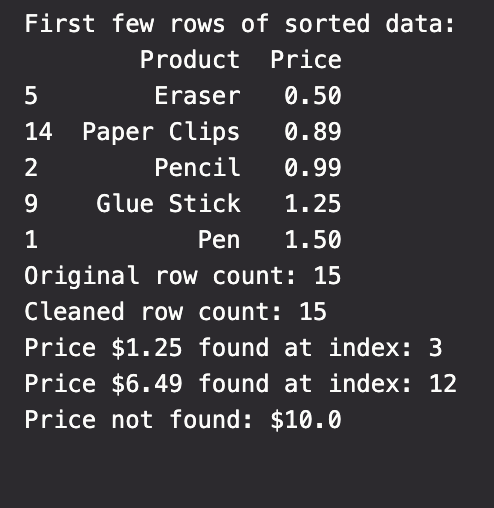 First few rows of sorted data:
Product Price
5 Eraser 0.50
14 Paper Clips 0.89
2 Pencil 0.99
9 Glue Stick 1.25
1 Pen 1.50
Original row count: 15
Cleaned row count: 15
Price $1.25 found at index: 3
Price $6.49 found at index: 12
Price not found: $10.0